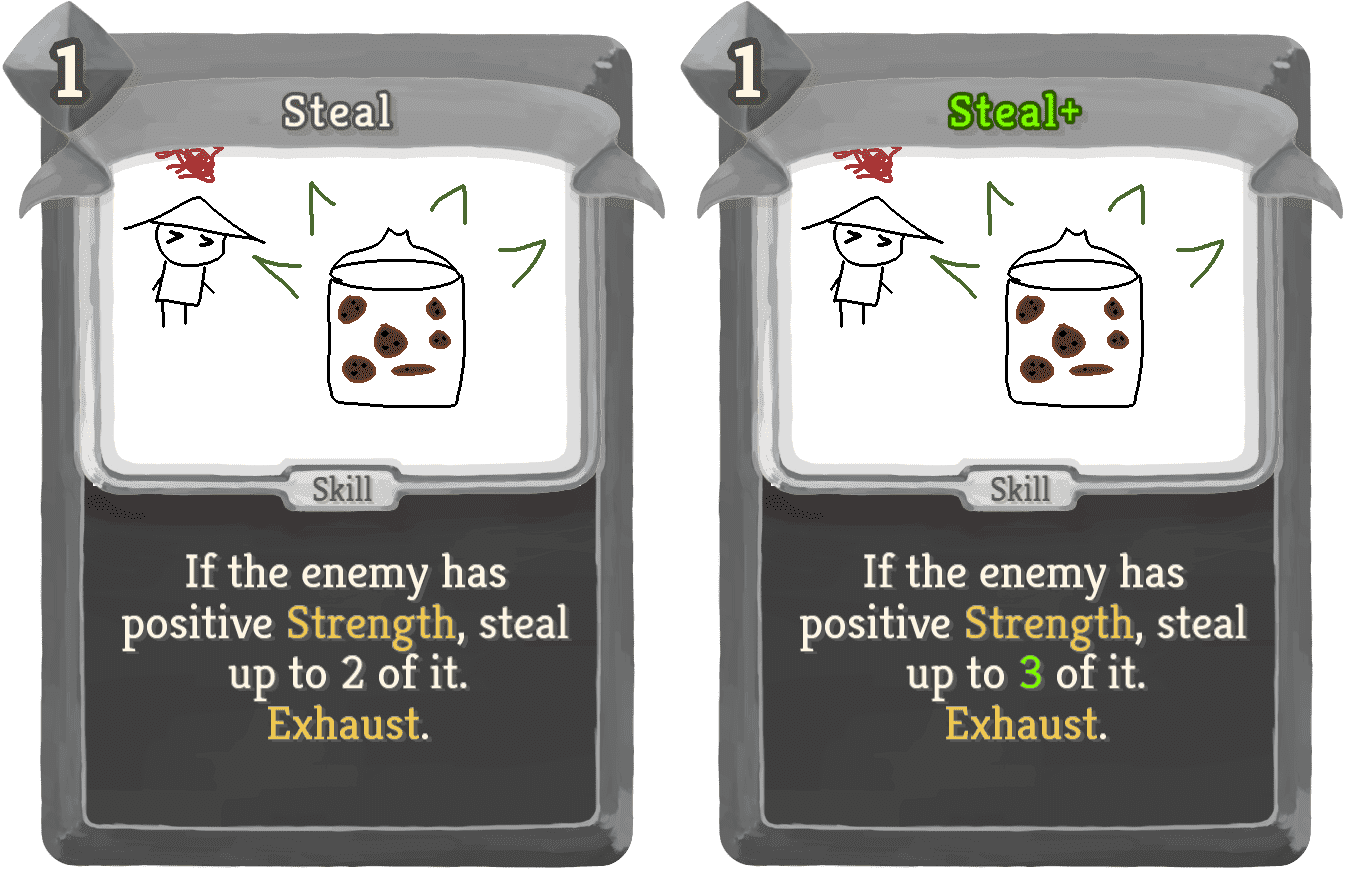 1
Steal
Skill
If the enemy has
positive Strength, steal
up to 2 of it.
Exhaust.
1
Steal+
Skill
If the enemy has
positive Strength, steal
up to 3 of it.
Exhaust.